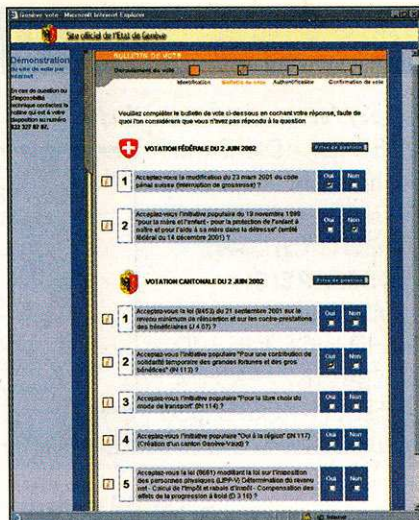 Genève vote - Microsoft Internet Explorer
Site officiel de l'Etat de Genève
Démonstration
du site de vote par
internet
BULLETIN DE VOTE
Déroulement du vote
Identification Bulletin de vote Authentification Confirmation de vote
En cas de question ou
d'impossibilité
technique contactez la
hotline qui est à votre
disposition au numéro
Veuillez compléter le bulletin de vote ci-dessous en cochant votre réponse, faute de
quoi l'on considérera que vous n'avez pas répondu à la question
VOTATION FÉDÉRALE DU 2 JUIN 2002
Prise de position
1 Acceptez-vous la modification du 23 mars 2001 du code
pénal suisse (interruption de grossesse) ?
Oui Non
2 Acceptez-vous l'initiative populaire du 19 novembre 1999
"pour la mère et l'enfant - pour la protection de l'enfant à
naître et pour l'aide à sa mère dans la détresse" (arrêté
fédéral du 14 décembre 2001) ?
Oui Non
VOTATION CANTONALE DU 2 JUIN 2002
Prise de position
1 Acceptez-vous la loi (8453) du 21 septembre 2001 sur le
revenu minimum de réinsertion et sur les contre-prestations
des bénéficiaires (J 4 07) ?
Oui Non
2 Acceptez-vous l'initiative populaire "Pour une contribution de
solidarité temporaire des grandes fortunes et des gros
bénéfices" (IN 113) ?
Oui Non
3 Acceptez-vous l'initiative populaire "Pour le libre choix du
mode de transport" (IN 114) ?
Oui Non
4 Acceptez-vous l'initiative populaire "Oui à la région" (IN 117)
(Création d'un canton Genève-Vaud) ?
Oui Non
5 Acceptez-vous la loi (8681) modifiant la loi sur l'imposition
des personnes physiques (LIPP-V) Détermination du revenu
net - Calcul de l'impôt et rabais d'impôt - Compensation des
effets de la progression à froid (D 3 16) ?
Oui Non
Internet